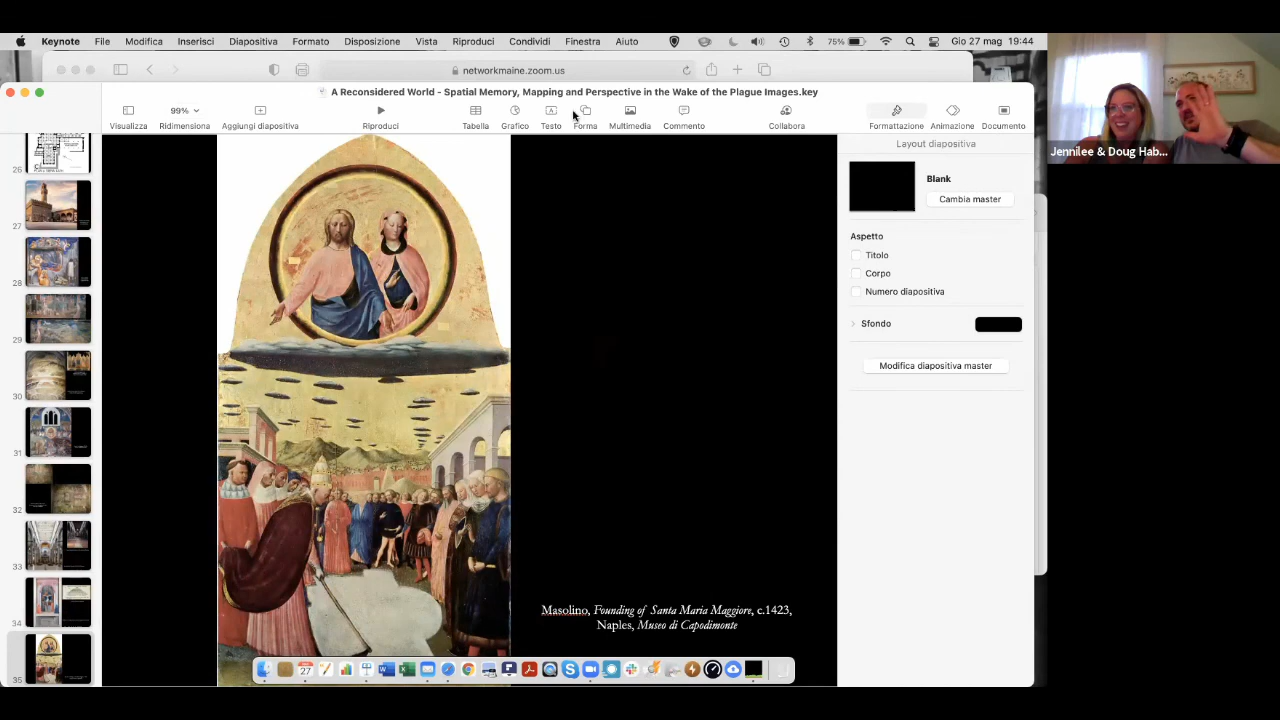 Keynote File Modifica Inserisci Diapositiva Formato Disposizione Vista Riproduci Condividi Finestra Aiuto 75% Gio 27 mag 19:44
networkmaine.zoom.us
A Reconsidered World - Spatial Memory, Mapping and Perspective in the Wake of the Plague Images.key
99%
Visualizza Ridimensiona Aggiungi diapositiva Riproduci Tabella Grafico Testo Forma Multimedia Commento Collabora Formattazione Animazione Documento
Layout diapositiva
Jennilee & Doug Hab...
Blank
Cambia master
Aspetto
Titolo
Corpo
Numero diapositiva
Sfondo
Modifica diapositiva master
26
27
28
29
30
31
32
33
34
35
Masolino, Founding of Santa Maria Maggiore, c.1423,
Naples, Museo di Capodimonte
27